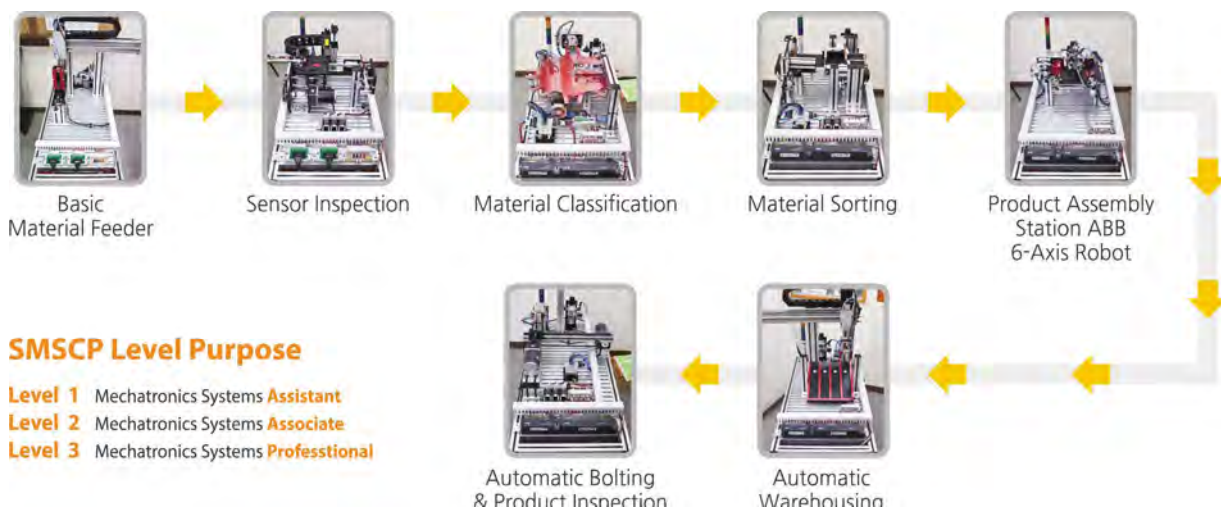 Basic
Material Feeder
Sensor Inspection
Material Classification
Material Sorting
Product Assembly
Station ABB
6-Axis Robot
SMSCP Level Purpose
Level 1 Mechatronics Systems Assistant
Level 2 Mechatronics Systems Associate
Level 3 Mechatronics Systems Professtional
Automatic Bolting
& Product Inspection
Automatic
Warehousing